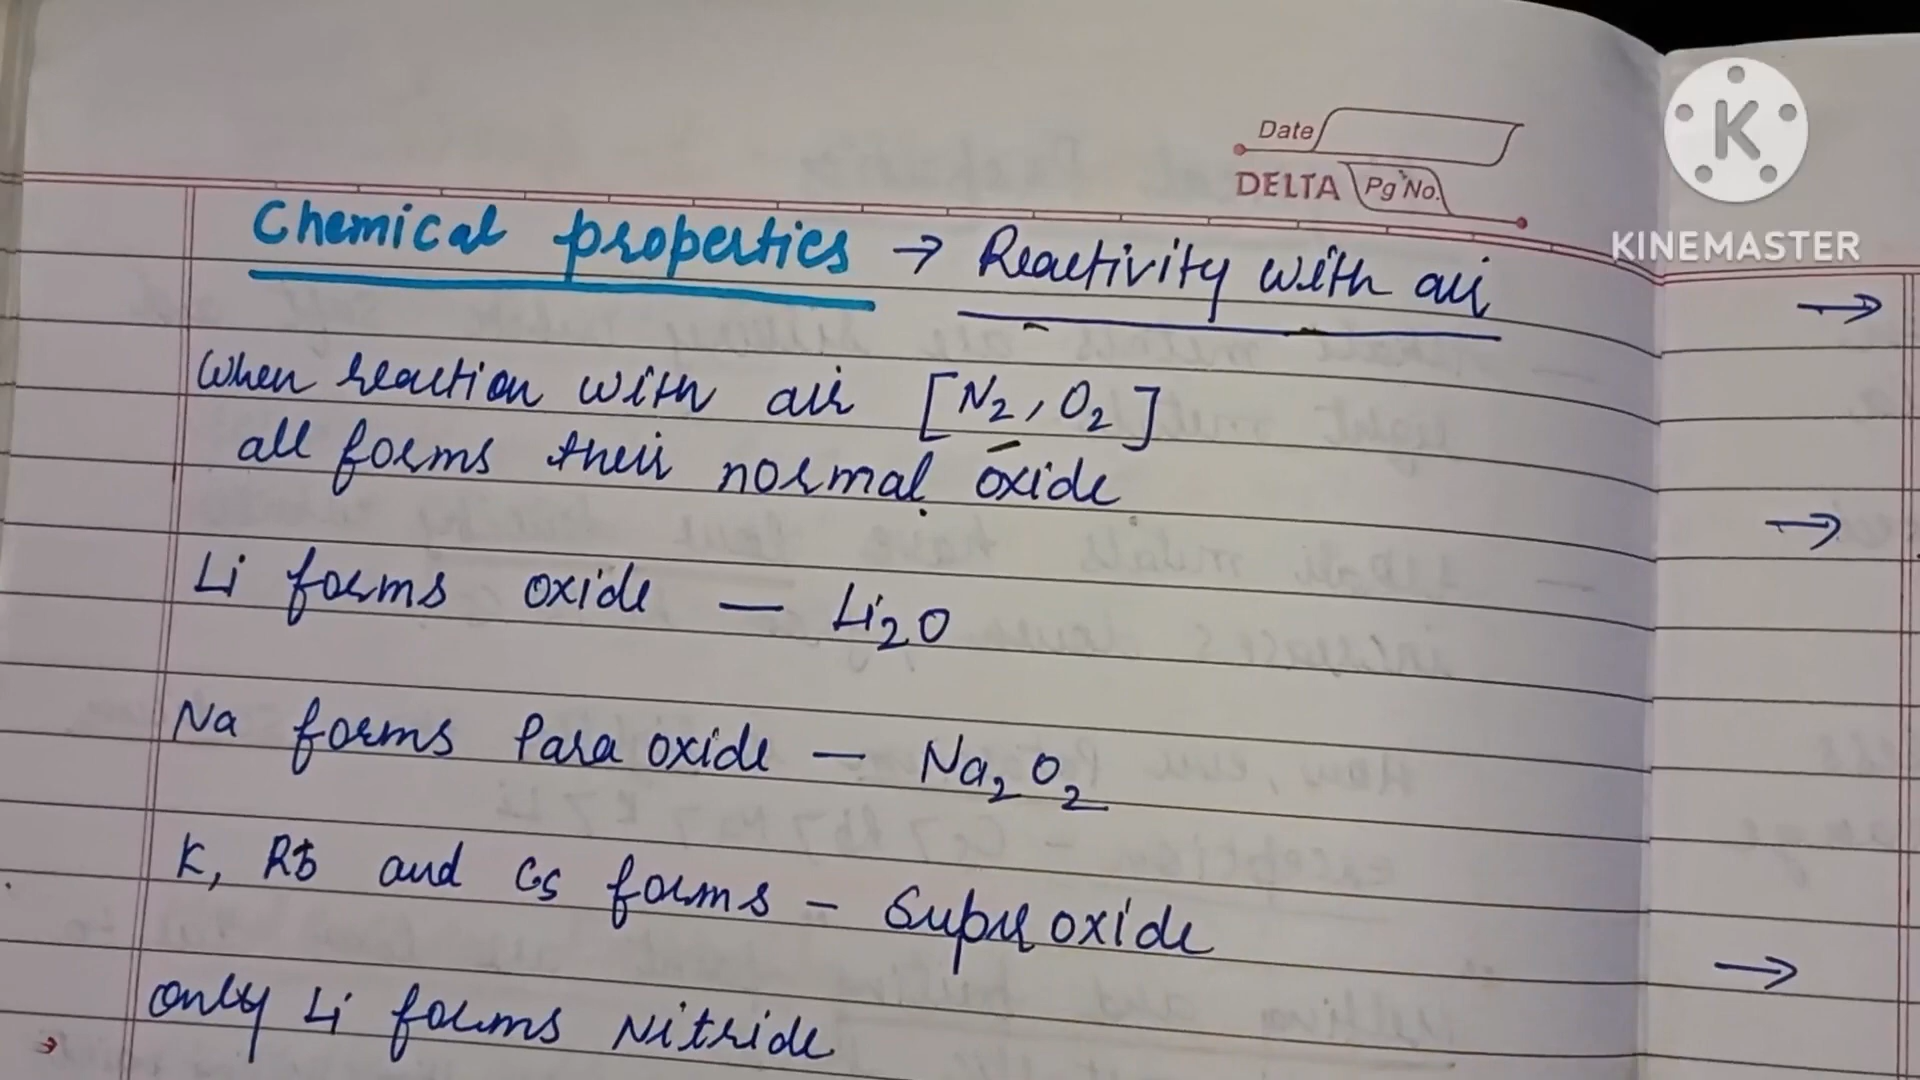 Date
DELTA Pg No.
KINEMASTER
Chemical properties → Reactivity with air
When reaction with air [N2, O2]
all forms their normal oxide
Li forms oxide — Li2O
Na forms Para oxide — Na2O2
K, Rb and Cs forms – Superoxide
only Li forms Nitride